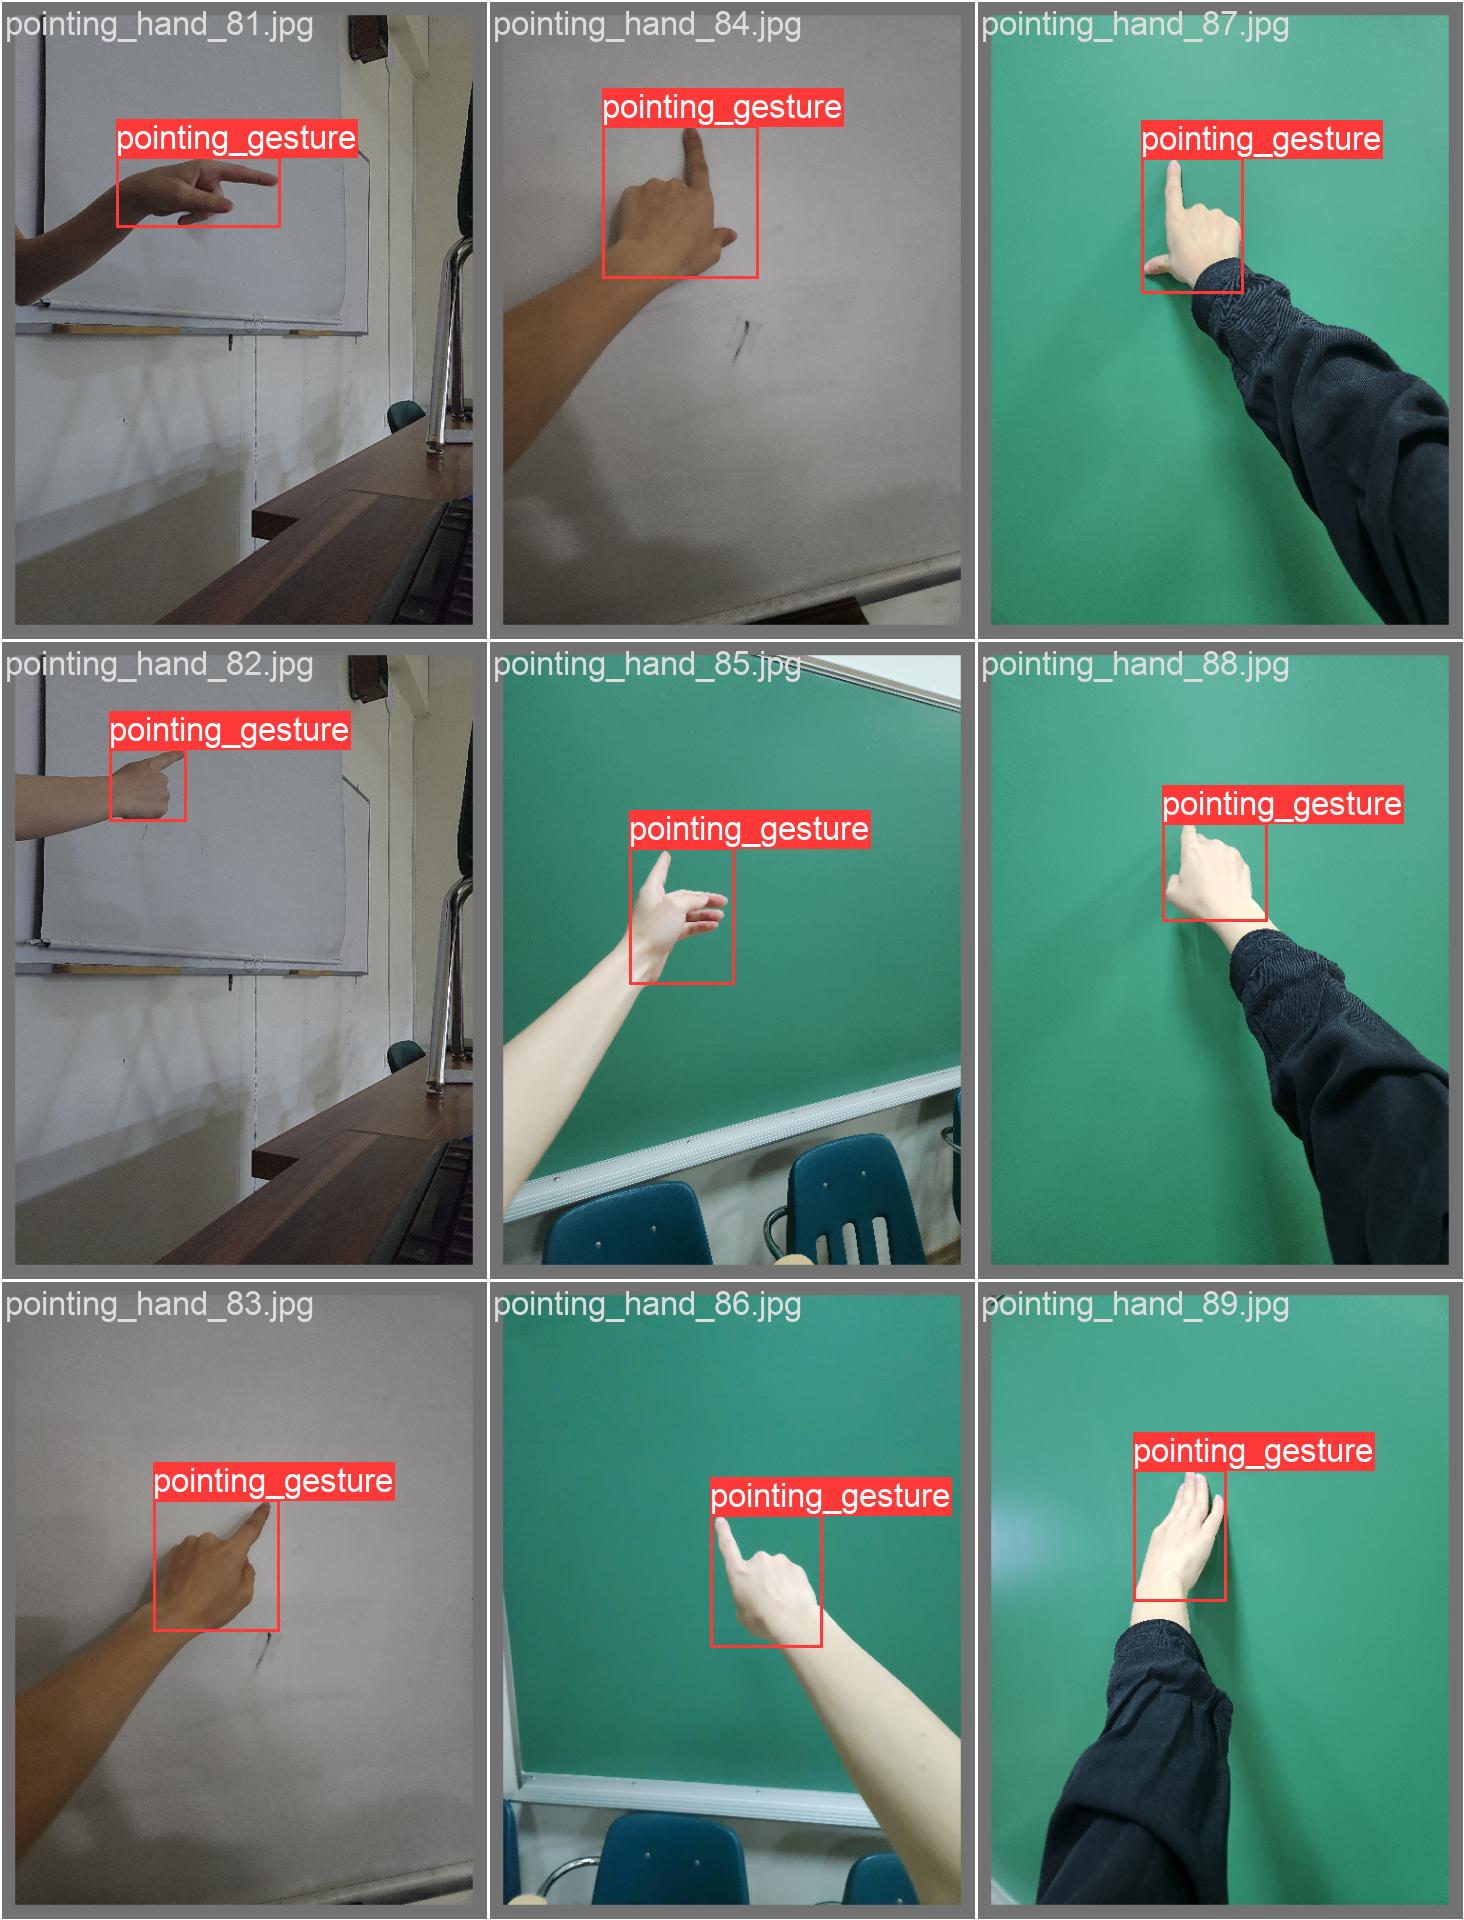 pointing_hand_81.jpg
pointing_gesture
pointing_hand_84.jpg
pointing_gesture
pointing_hand_87.jpg
pointing_gesture
pointing_hand_82.jpg
pointing_gesture
pointing_hand_85.jpg
pointing_gesture
pointing_hand_88.jpg
pointing_gesture
pointing_hand_83.jpg
pointing_gesture
pointing_hand_86.jpg
pointing_gesture
pointing_hand_89.jpg
pointing_gesture